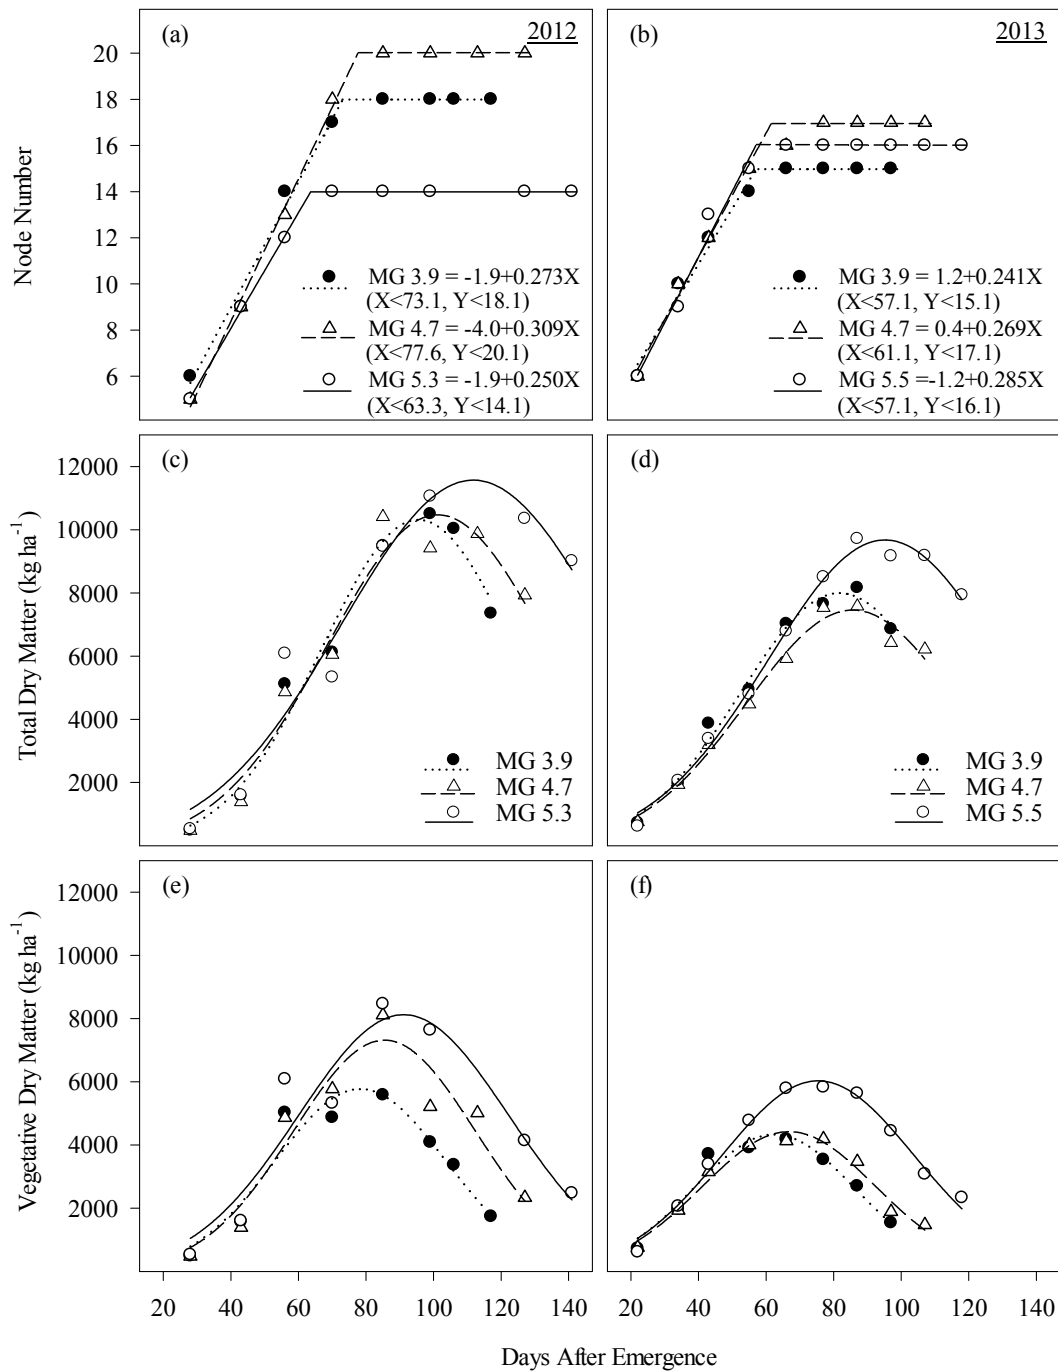 (a)
2012
(b)
2013
20
18
16
14
12
10
8
6
Node Number
MG 3.9 = -1.9+0.273X
(X<73.1, Y<18.1)
MG 4.7 = -4.0+0.309X
(X<77.6, Y<20.1)
MG 5.3 = -1.9+0.250X
(X<63.3, Y<14.1)
MG 3.9 = 1.2+0.241X
(X<57.1, Y<15.1)
MG 4.7 = 0.4+0.269X
(X<61.1, Y<17.1)
MG 5.5 =-1.2+0.285X
(X<57.1, Y<16.1)
(c)
(d)
12000
10000
8000
6000
4000
2000
Total Dry Matter (kg ha⁻¹)
MG 3.9
MG 4.7
MG 5.3
MG 3.9
MG 4.7
MG 5.5
(e)
(f)
12000
10000
8000
6000
4000
2000
Vegetative Dry Matter (kg ha⁻¹)
20 40 60 80 100 120 140
20 40 60 80 100 120 140
Days After Emergence